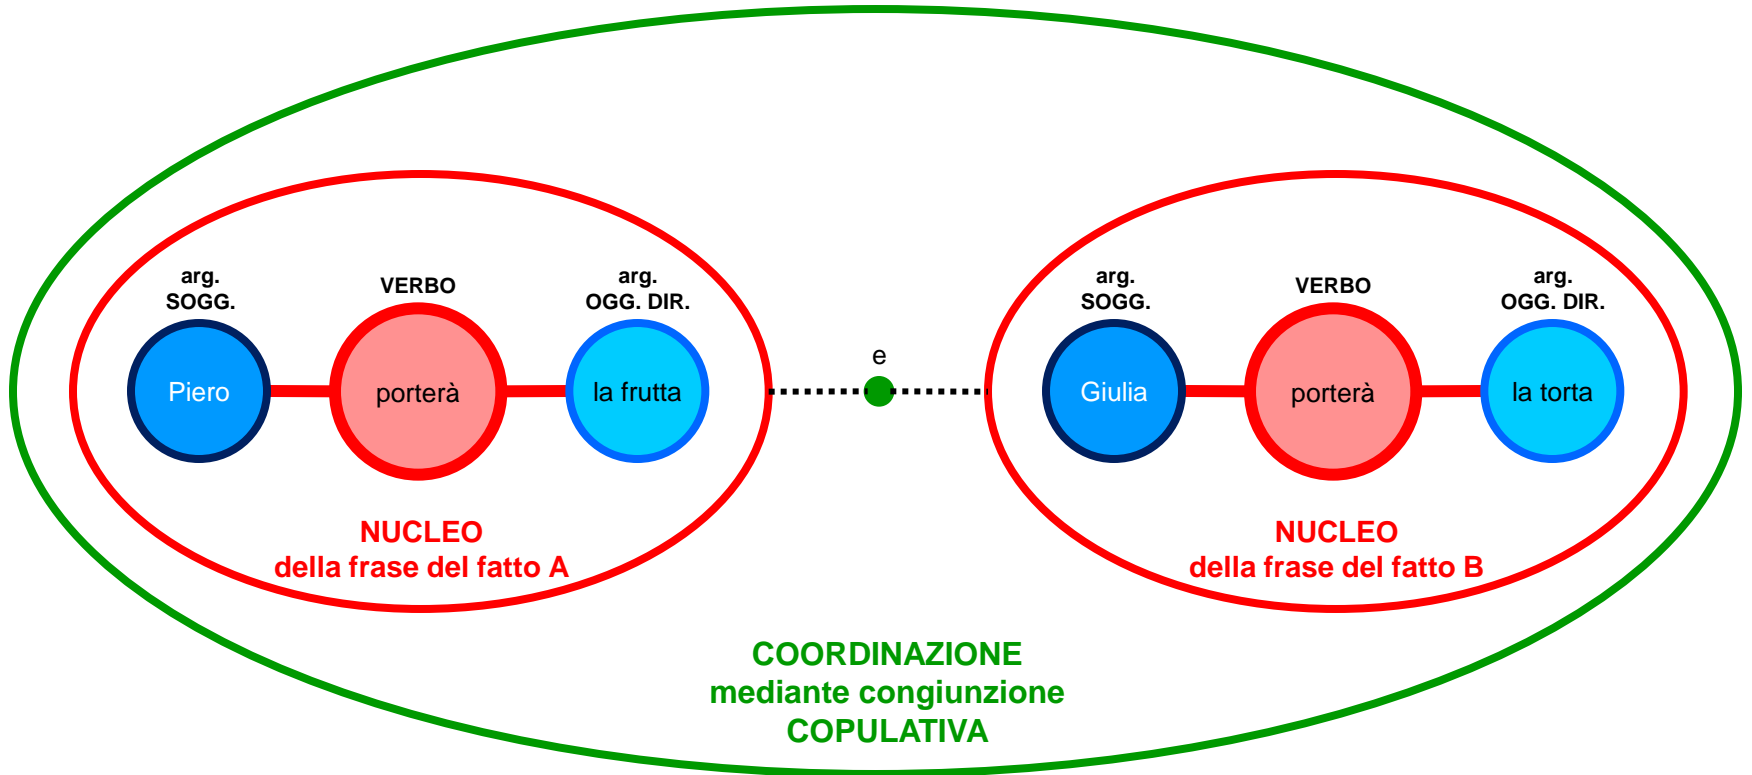 arg.
SOGG.
VERBO
arg.
OGG. DIR.
Piero
porterà
la frutta
NUCLEO
della frase del fatto A
e
arg.
SOGG.
VERBO
arg.
OGG. DIR.
Giulia
porterà
la torta
NUCLEO
della frase del fatto B
COORDINAZIONE
mediante congiunzione
COPULATIVA